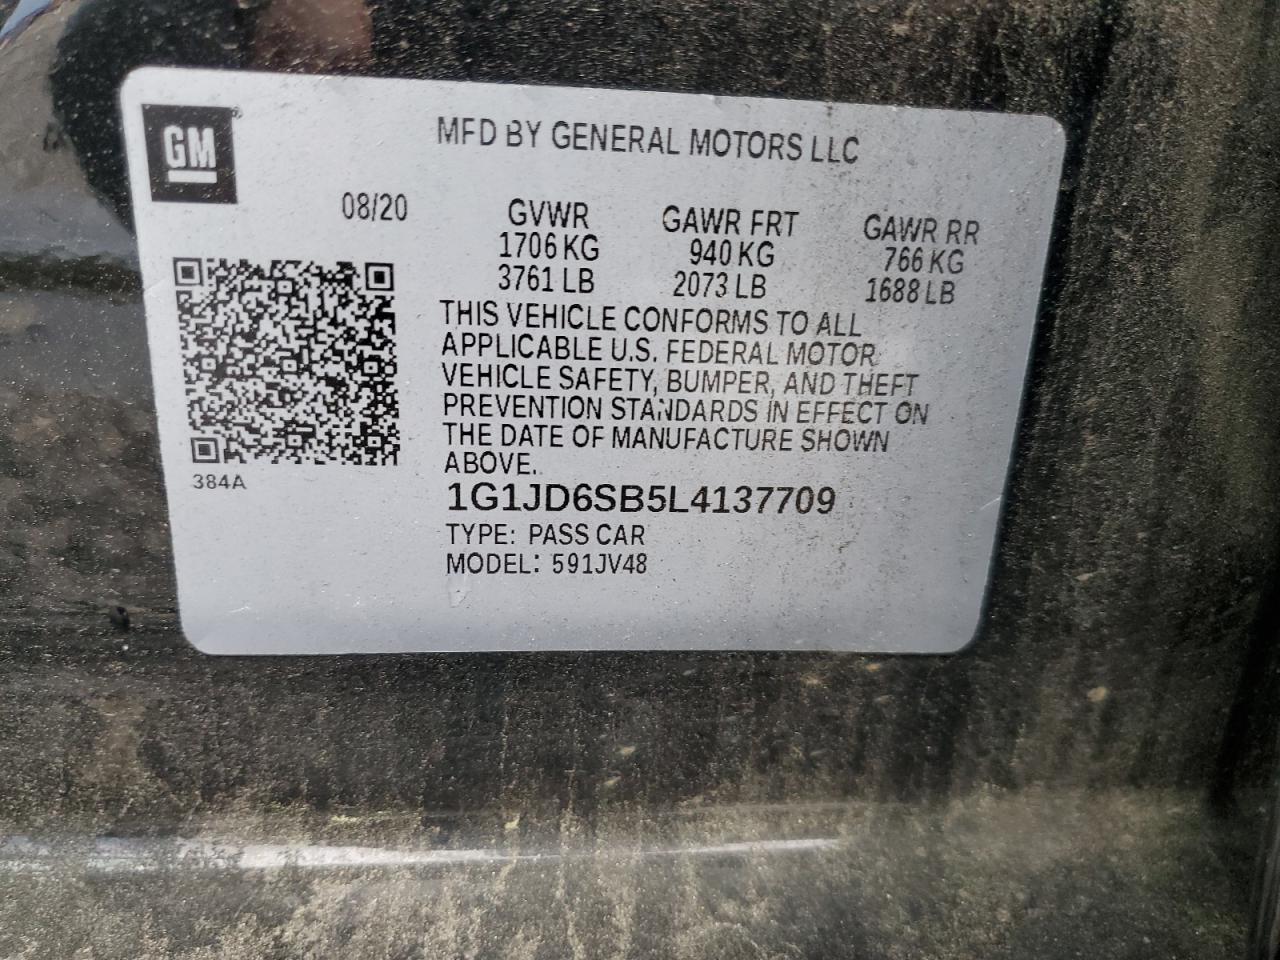 GM
MFD BY GENERAL MOTORS LLC
08/20
GVWR GAWR FRT GAWR RR
1706 KG 940 KG 766 KG
3761 LB 2073 LB 1688 LB
THIS VEHICLE CONFORMS TO ALL
APPLICABLE U.S. FEDERAL MOTOR
VEHICLE SAFETY, BUMPER, AND THEFT
PREVENTION STANDARDS IN EFFECT ON
THE DATE OF MANUFACTURE SHOWN
ABOVE.
384A
1G1JD6SB5L4137709
TYPE: PASS CAR
MODEL: 591JV48